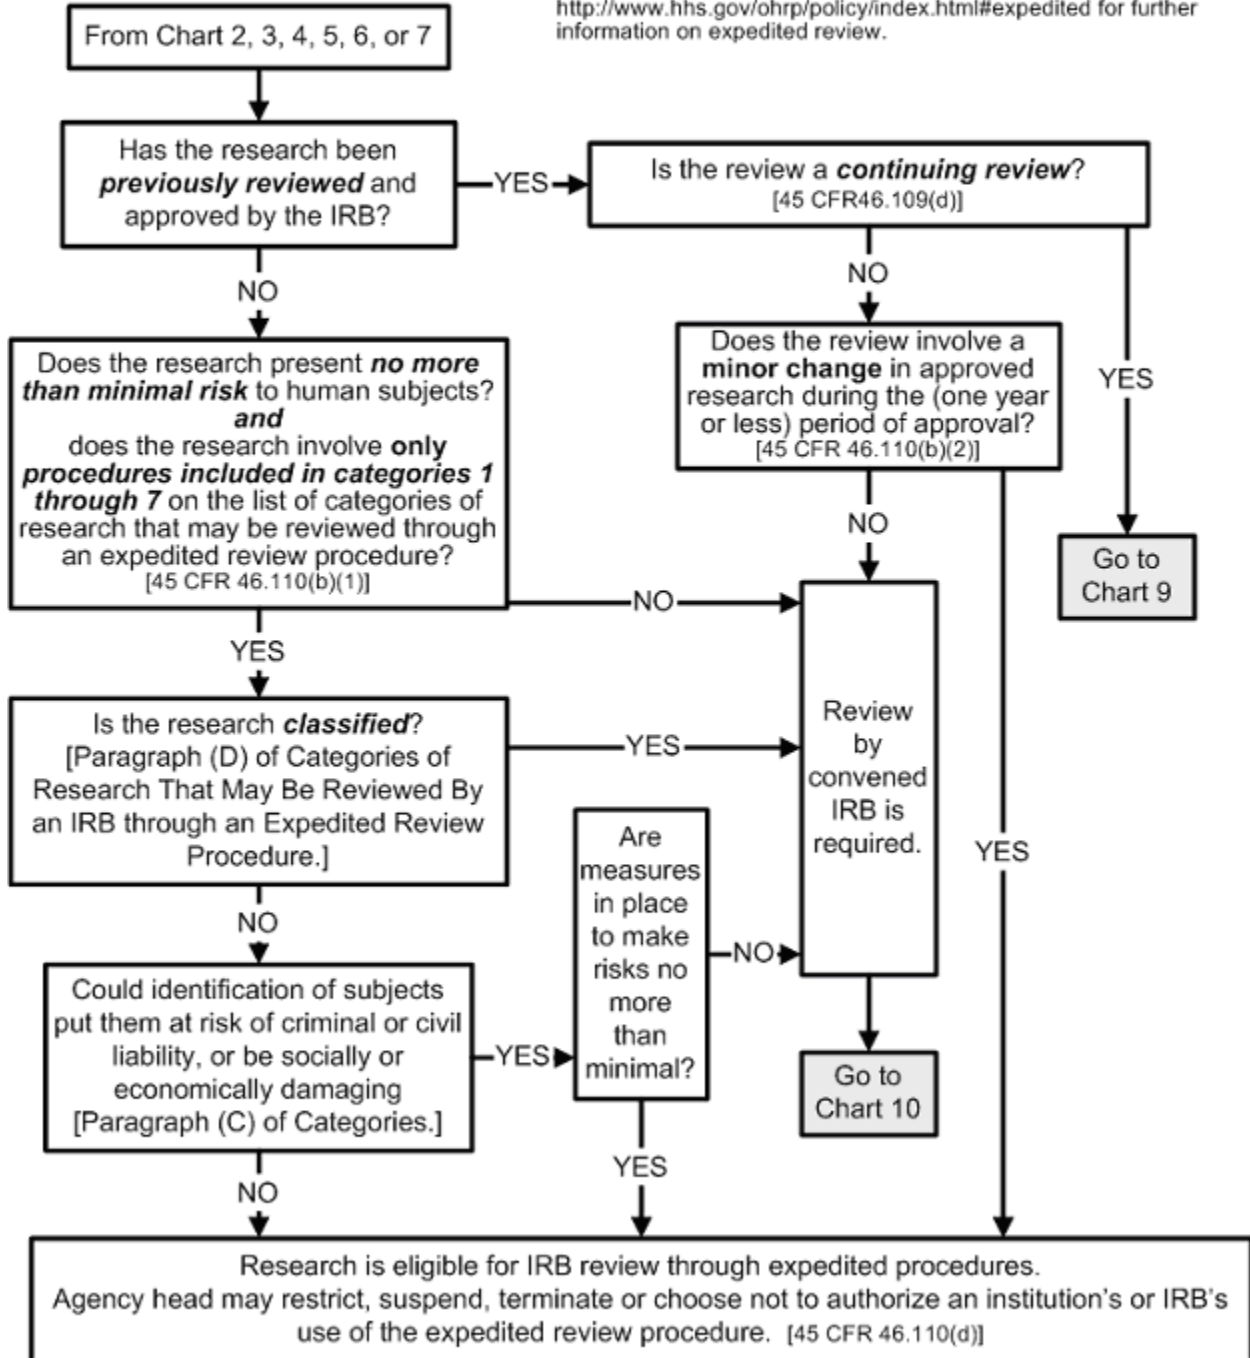 http://www.hhs.gov/ohrp/policy/index.html#expedited for further
information on expedited review.
From Chart 2, 3, 4, 5, 6, or 7
Has the research been
previously reviewed and
approved by the IRB?
YES
Is the review a continuing review?
[45 CFR46.109(d)]
NO
NO
YES
Does the research present no more
than minimal risk to human subjects?
and
does the research involve only
procedures included in categories 1
through 7 on the list of categories of
research that may be reviewed through
an expedited review procedure?
[45 CFR 46.110(b)(1)]
Does the review involve a
minor change in approved
research during the (one year
or less) period of approval?
[45 CFR 46.110(b)(2)]
NO
Go to
Chart 9
NO
YES
Is the research classified?
[Paragraph (D) of Categories of
Research That May Be Reviewed By
an IRB through an Expedited Review
Procedure.]
YES
Review
by
convened
IRB is
required.
YES
NO
Are
measures
in place
to make
risks no
more
than
minimal?
NO
Could identification of subjects
put them at risk of criminal or civil
liability, or be socially or
economically damaging
[Paragraph (C) of Categories.]
YES
Go to
Chart 10
NO
YES
Research is eligible for IRB review through expedited procedures.
Agency head may restrict, suspend, terminate or choose not to authorize an institution's or IRB's
use of the expedited review procedure. [45 CFR 46.110(d)]